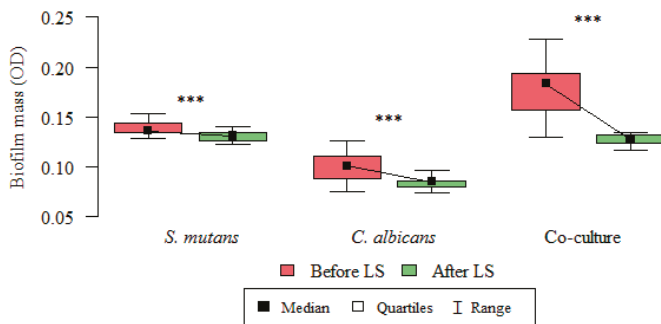 Biofilm mass (OD)
0.25
0.20
0.15
0.10
0.05
***
***
***
S. mutans
C. albicans
Co-culture
Before LS
After LS
Median
Quartiles
Range